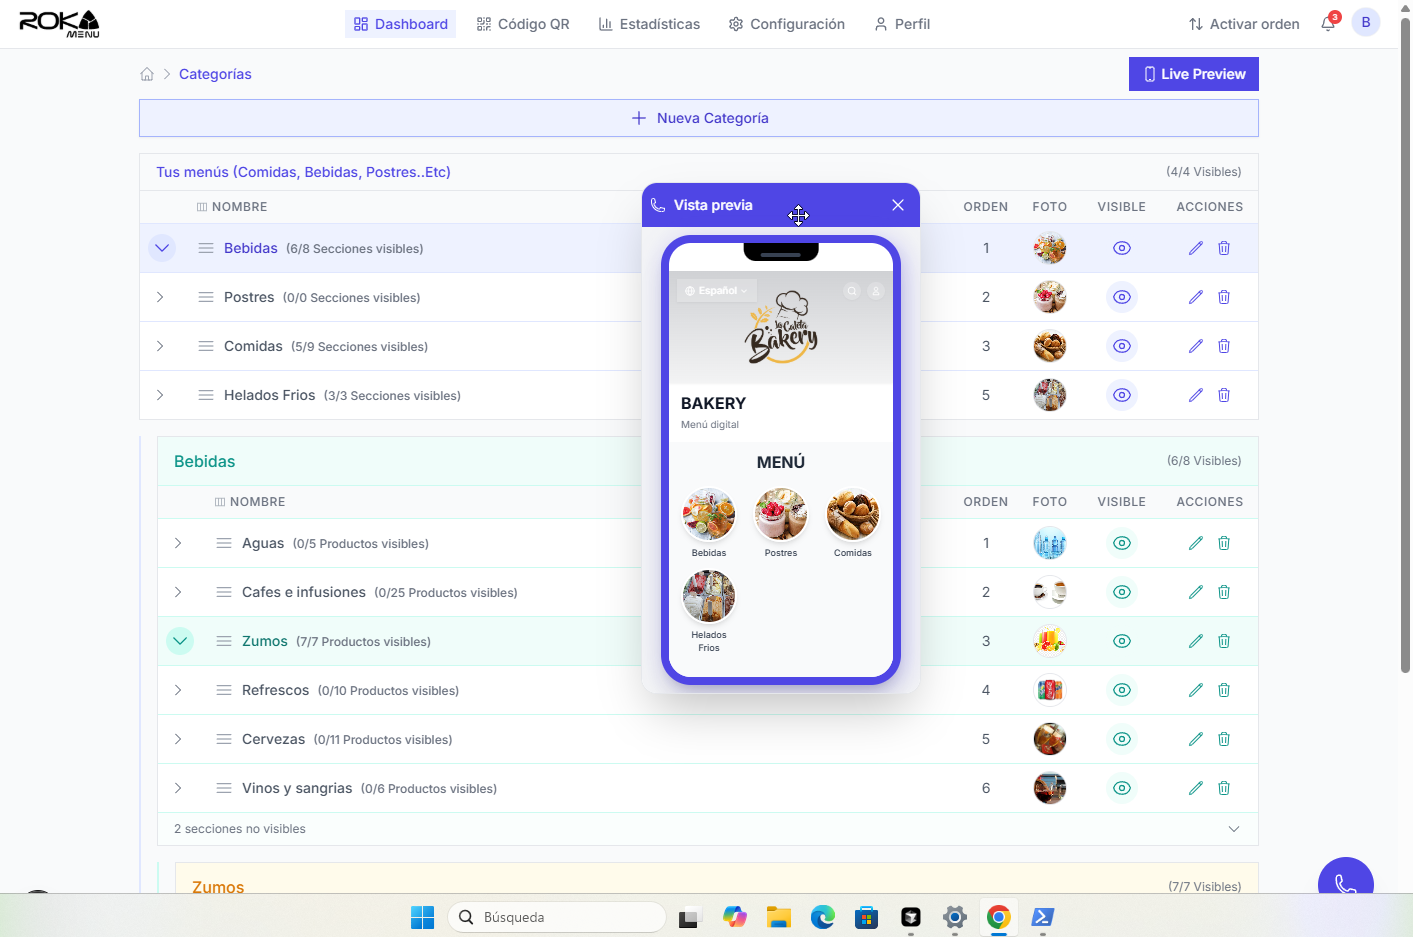 ROKA MENU
Dashboard
Código QR
Estadísticas
Configuración
Perfil
Activar orden
3
B
Categorías
Live Preview
Nueva Categoría
Tus menús (Comidas, Bebidas, Postres..Etc)
(4/4 Visibles)
NOMBRE
ORDEN
FOTO
VISIBLE
ACCIONES
Bebidas (6/8 Secciones visibles)
1
Postres (0/0 Secciones visibles)
2
Comidas (5/9 Secciones visibles)
3
Helados Frios (3/3 Secciones visibles)
5
Vista previa
Español
la Caleta
Bakery
BAKERY
Menú digital
MENÚ
Bebidas
Postres
Comidas
Helados
Frios
Bebidas
(6/8 Visibles)
NOMBRE
ORDEN
FOTO
VISIBLE
ACCIONES
Aguas (0/5 Productos visibles)
1
Cafes e infusiones (0/25 Productos visibles)
2
Zumos (7/7 Productos visibles)
3
Refrescos (0/10 Productos visibles)
4
Cervezas (0/11 Productos visibles)
5
Vinos y sangrias (0/6 Productos visibles)
6
2 secciones no visibles
Zumos
(7/7 Visibles)
Búsqueda